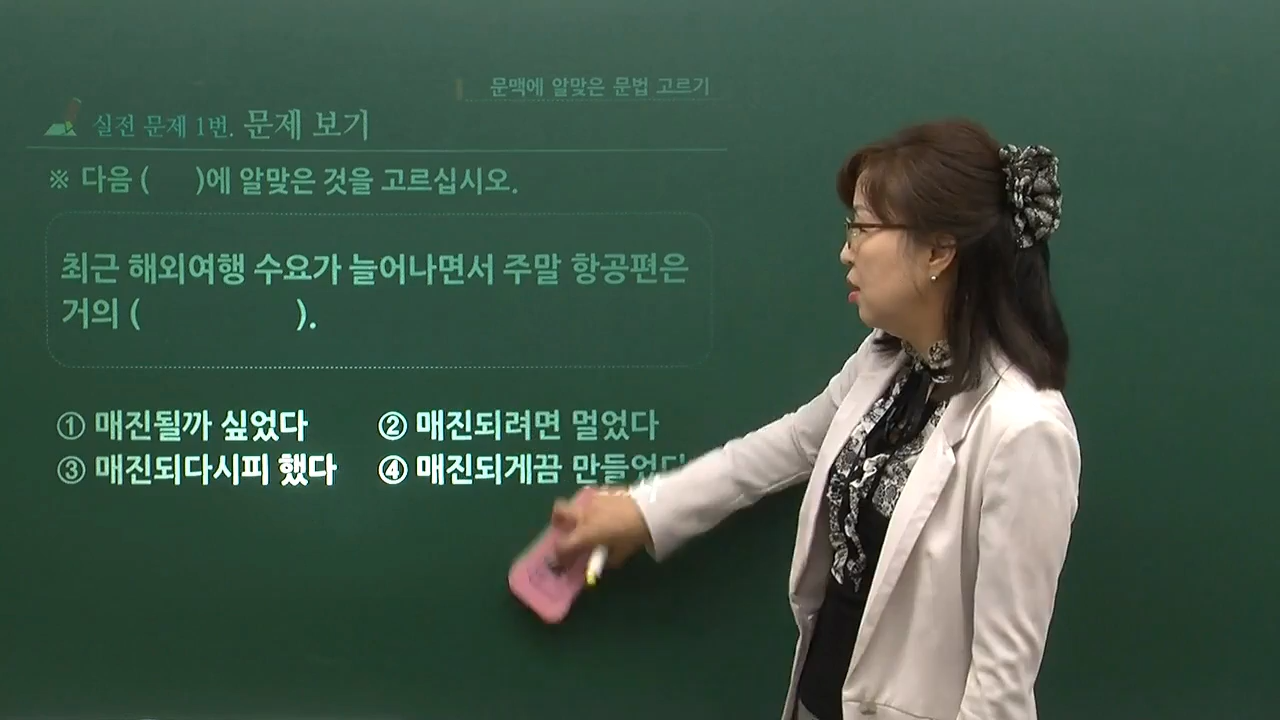 문맥에 알맞은 문법 고르기
실전 문제 1번. 문제 보기
※ 다음 (     )에 알맞은 것을 고르십시오.
최근 해외여행 수요가 늘어나면서 주말 항공편은
거의 (               ).
① 매진될까 싶었다 ② 매진되려면 멀었다
③ 매진되다시피 했다 ④ 매진되게끔 만들었다